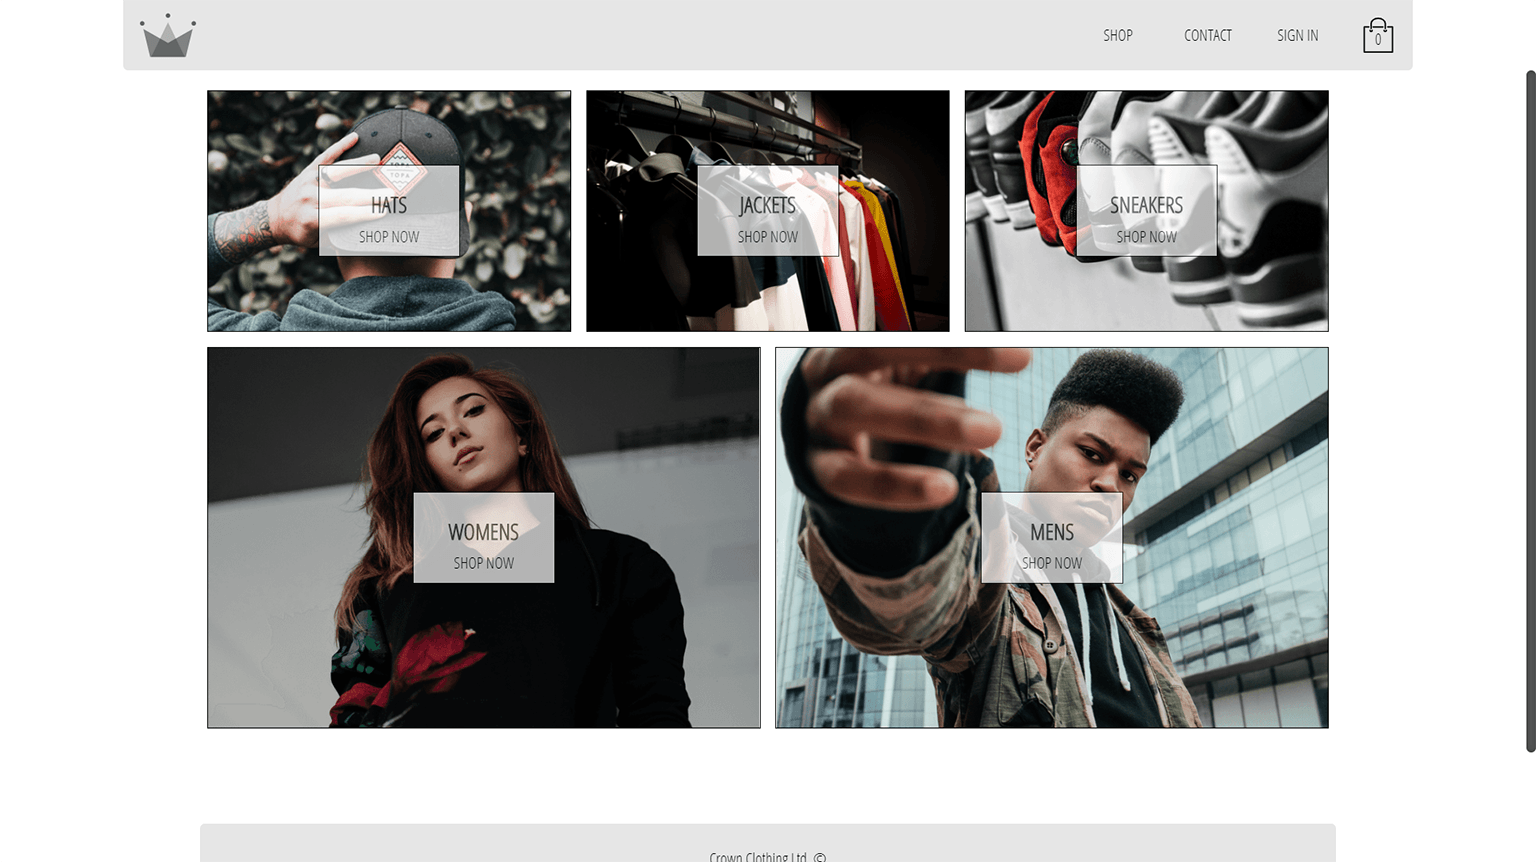 SHOP
CONTACT
SIGN IN
0
TOPA
HATS
SHOP NOW
JACKETS
SHOP NOW
SNEAKERS
SHOP NOW
WOMENS
SHOP NOW
MENS
SHOP NOW
Crown Clothing Ltd. ©